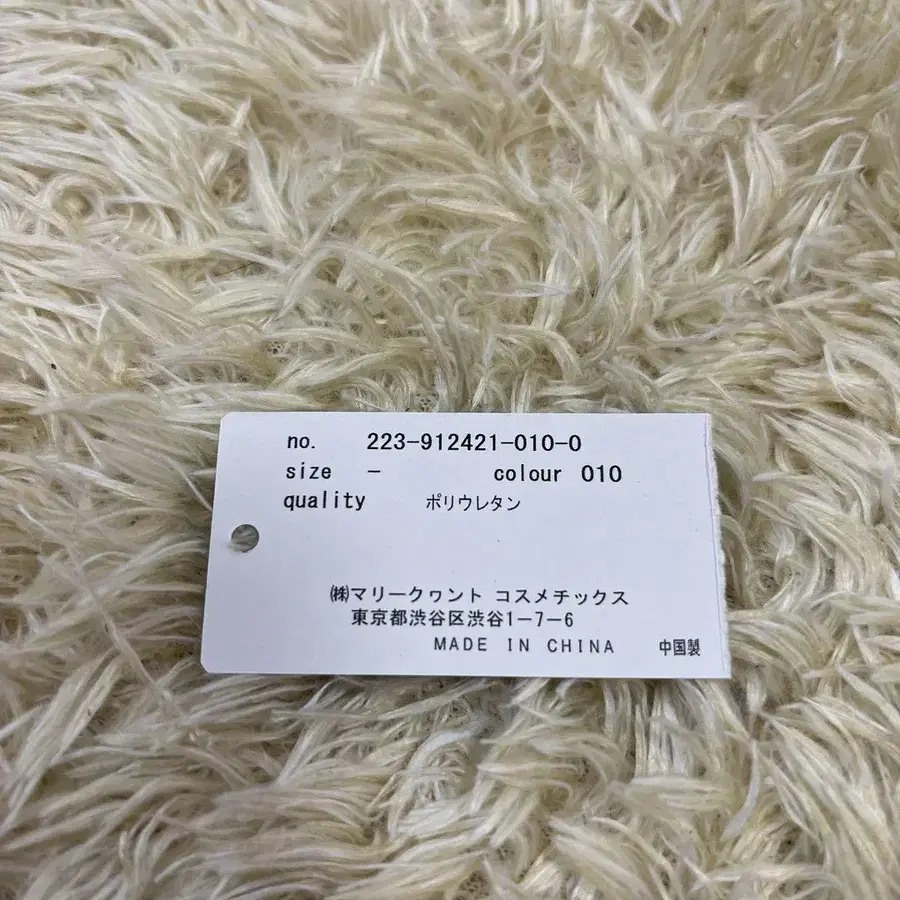 no. 223-912421-010-0
size - colour 010
quality ポリウレタン
㈱マリークヮント コスメチックス
東京都渋谷区渋谷1-7-6
MADE IN CHINA 中国製